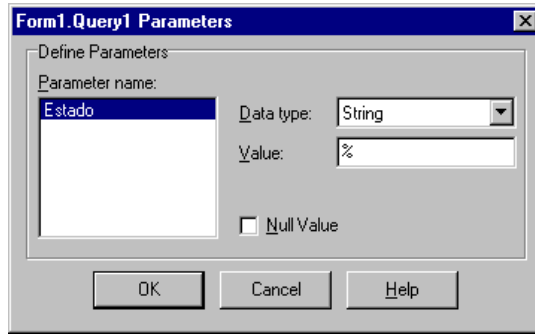 Form1.Query1 Parameters
Define Parameters
Parameter name:
Estado
Data type: String
Value: %
Null Value
OK Cancel Help